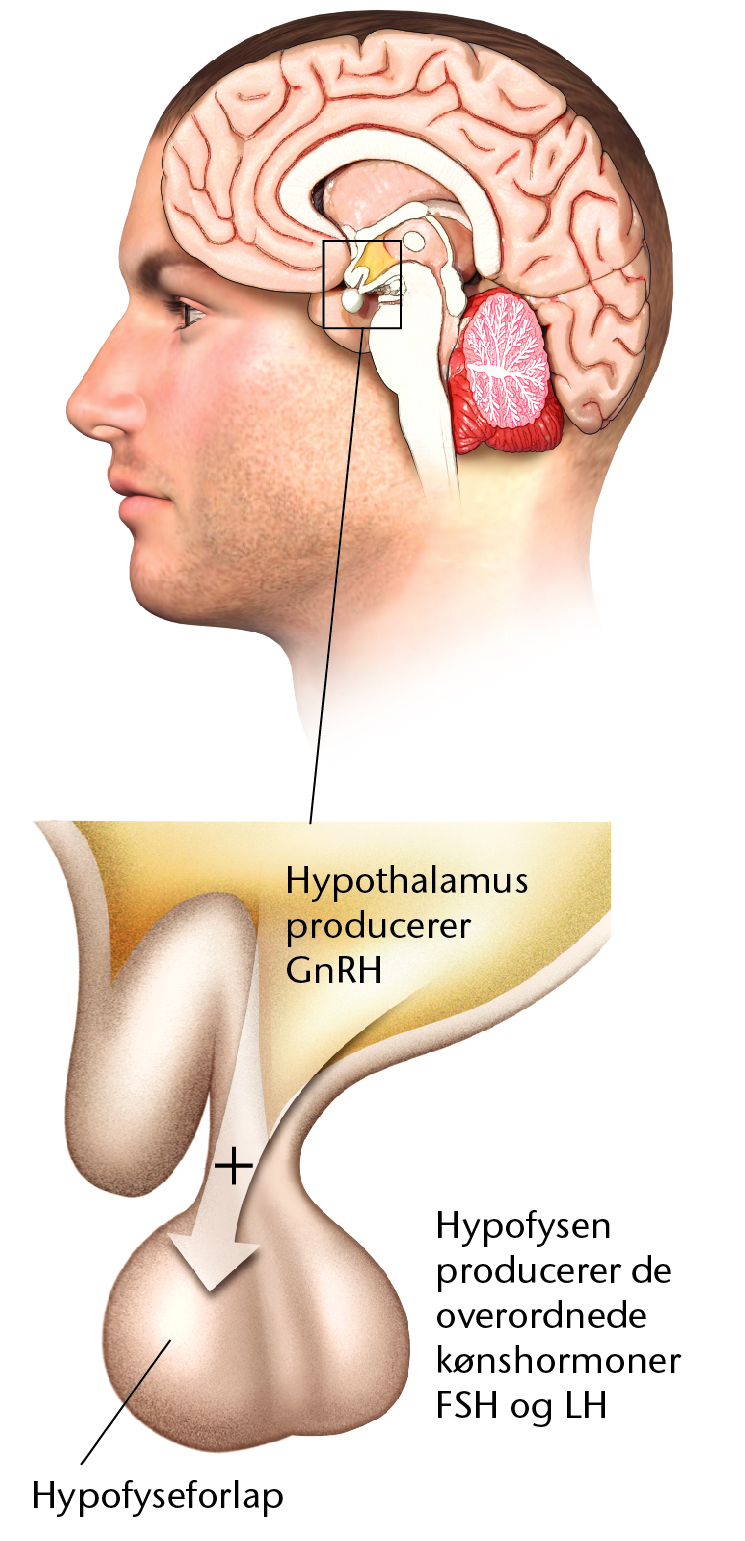 Hypothalamus
producerer
GnRH
+
Hypofysen
producerer de
overordnede
kønshormoner
FSH og LH
Hypofyseforlap